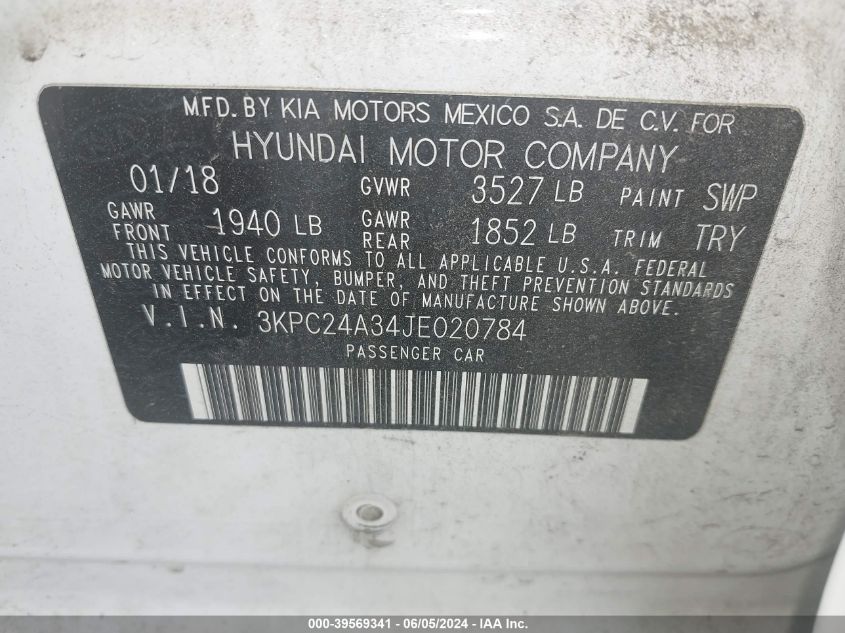 MFD. BY KIA MOTORS MEXICO S.A. DE C.V. FOR
HYUNDAI MOTOR COMPANY
01/18 GVWR 3527 LB PAINT SWP
GAWR FRONT 1940 LB GAWR REAR 1852 LB TRIM TRY
THIS VEHICLE CONFORMS TO ALL APPLICABLE U.S.A. FEDERAL
MOTOR VEHICLE SAFETY, BUMPER, AND THEFT PREVENTION STANDARDS
IN EFFECT ON THE DATE OF MANUFACTURE SHOWN ABOVE.
V.I.N. 3KPC24A34JE020784
PASSENGER CAR
000-39569341 - 06/05/2024 - IAA Inc.